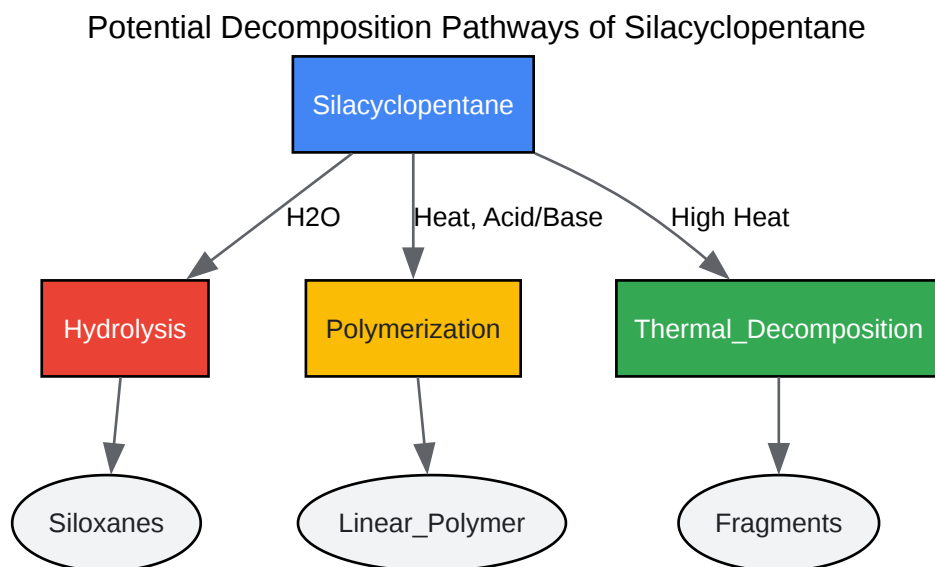 Potential Decomposition Pathways of Silacyclopentane
Silacyclopentane
H2O
Heat, Acid/Base
High Heat
Hydrolysis
Polymerization
Thermal_Decomposition
Siloxanes
Linear_Polymer
Fragments